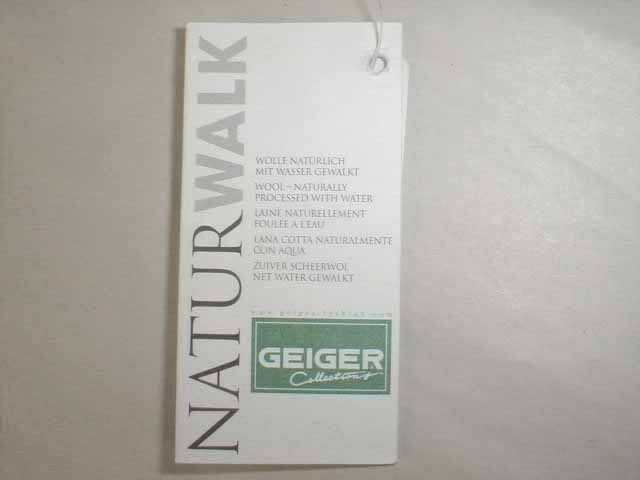 NATURWALK
WOLLE NATÜRLICH
MIT WASSER GEWALKT
WOOL – NATURALLY
PROCESSED WITH WATER
LAINE NATURELLEMENT
FOULÉE A L'EAU
LANA COTTA NATURALMENTE
CON AQUA
ZUIVER SCHEERWOL
NET WATER GEWALKT
GEIGER
Collections